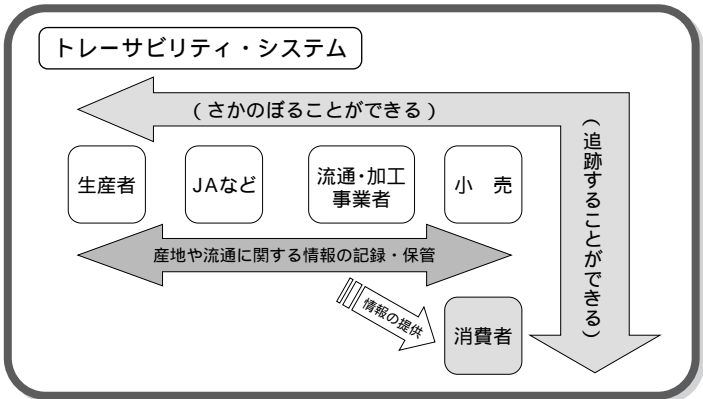 トレーサビリティ・システム
(さかのぼることができる)
(追跡することができる)
生産者
JAなど
流通・加工
事業者
小　売
産地や流通に関する情報の記録・保管
情報の提供
消費者